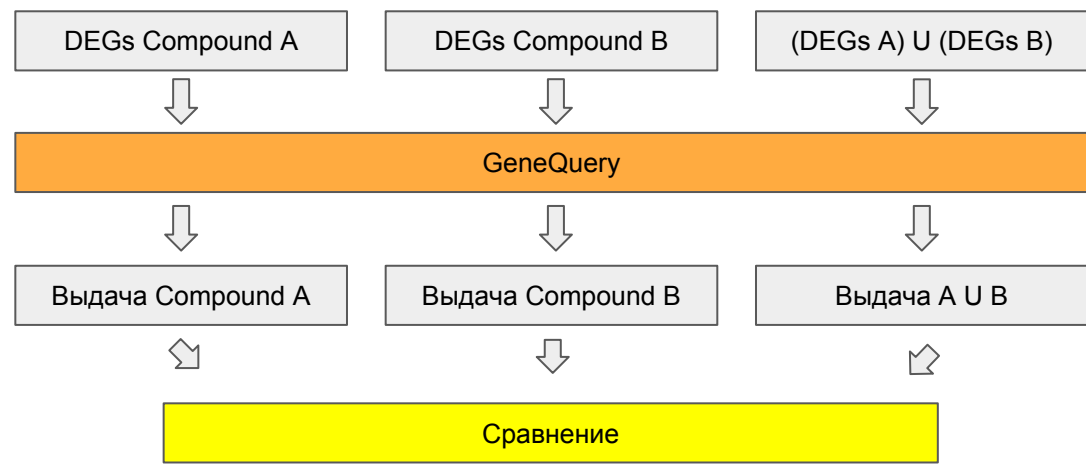 DEGs Compound A
DEGs Compound B
(DEGs A) U (DEGs B)
GeneQuery
Выдача Compound A
Выдача Compound B
Выдача A U B
Сравнение